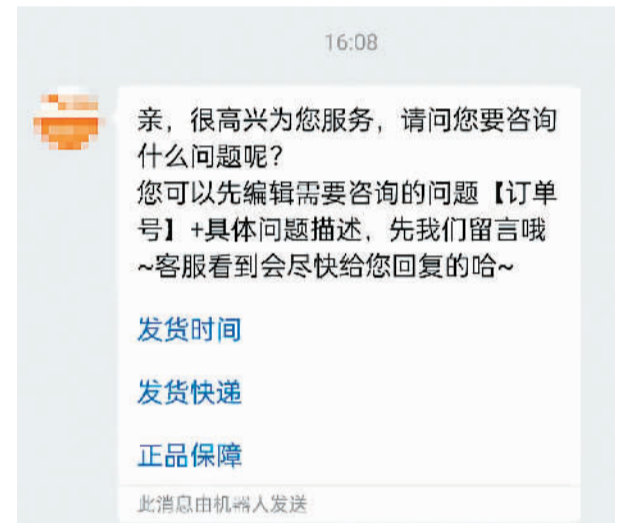 16:08
亲，很高兴为您服务，请问您要咨询
什么问题呢？
您可以先编辑需要咨询的问题【订单
号】+具体问题描述，先我们留言哦
~客服看到会尽快给您回复的哈~
发货时间
发货快递
正品保障
此消息由机器人发送